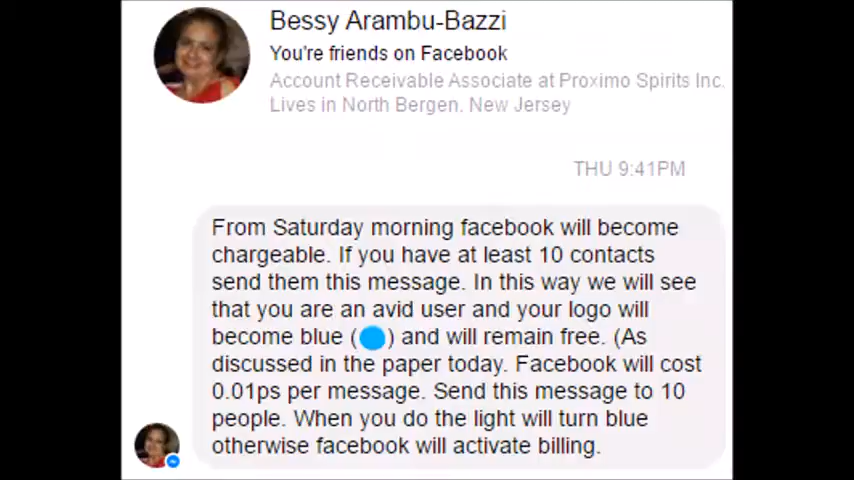 Bessy Arambu-Bazzi
You're friends on Facebook
Account Receivable Associate at Proximo Spirits Inc.
Lives in North Bergen, New Jersey
THU 9:41PM
From Saturday morning facebook will become
chargeable. If you have at least 10 contacts
send them this message. In this way we will see
that you are an avid user and your logo will
become blue (🔵) and will remain free. (As
discussed in the paper today. Facebook will cost
0.01ps per message. Send this message to 10
people. When you do the light will turn blue
otherwise facebook will activate billing.